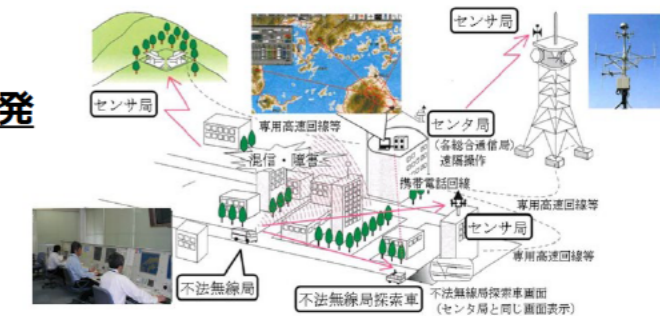 発
センサ局
センサ局
専用高速回線等
センタ局
(各総合通信局)
遠隔操作
混信・障害
携帯電話回線
専用高速回線等
センサ局
専用高速回線等
不法無線局
不法無線局探索車
不法無線局探索車画面
(センタ局と同じ画面表示)